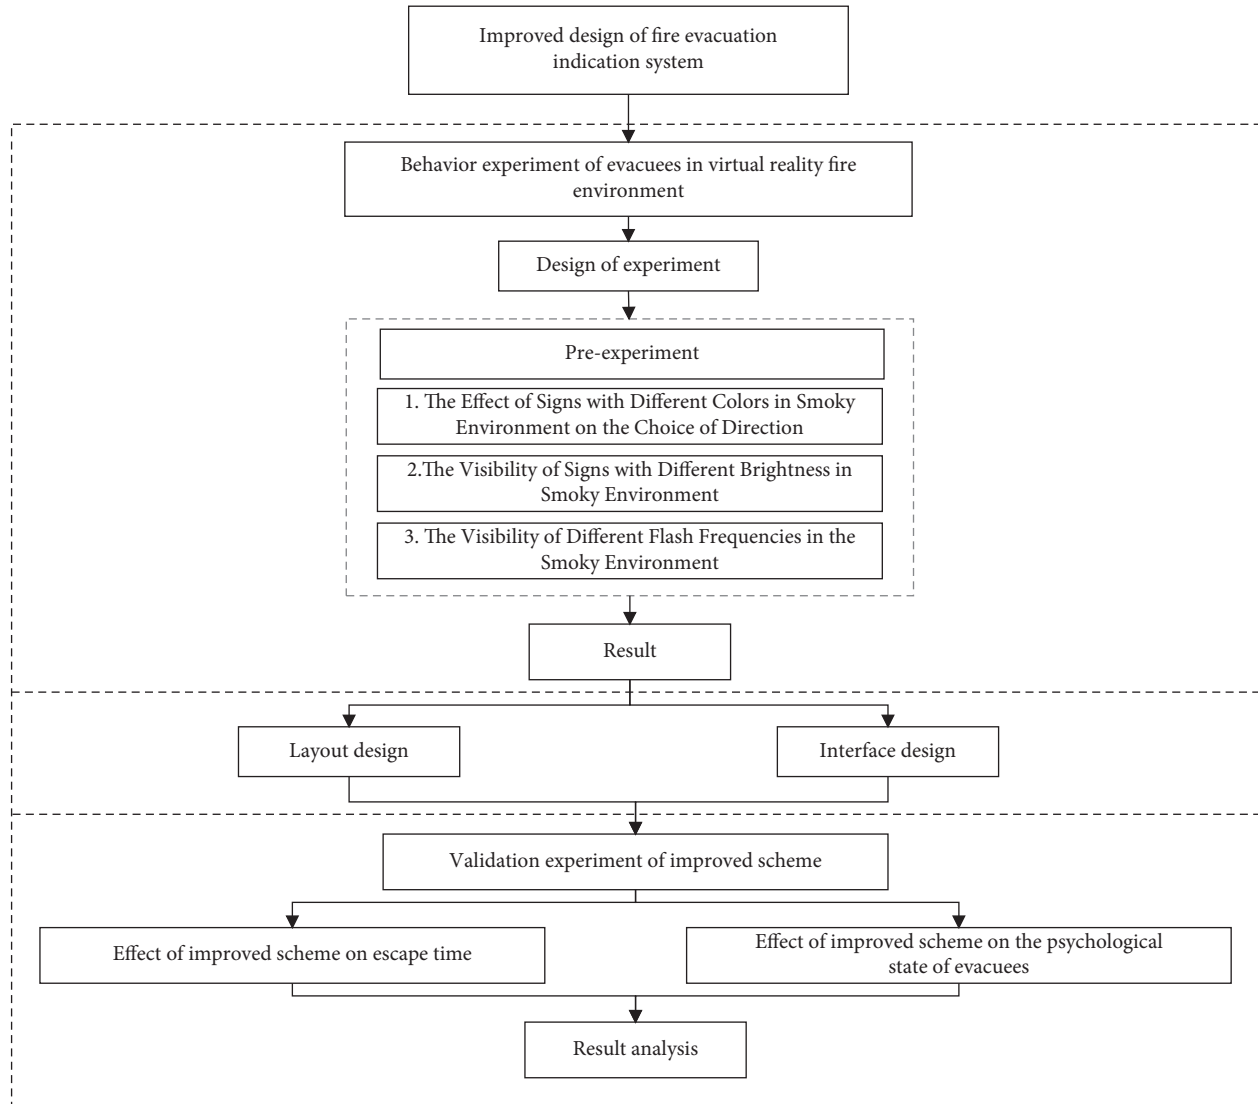 Improved design of fire evacuation
indication system
Behavior experiment of evacuees in virtual reality fire
environment
Design of experiment
Pre-experiment
1. The Effect of Signs with Different Colors in Smoky
Environment on the Choice of Direction
2.The Visibility of Signs with Different Brightness in
Smoky Environment
3. The Visibility of Different Flash Frequencies in the
Smoky Environment
Result
Layout design
Interface design
Validation experiment of improved scheme
Effect of improved scheme on escape time
Effect of improved scheme on the psychological
state of evacuees
Result analysis